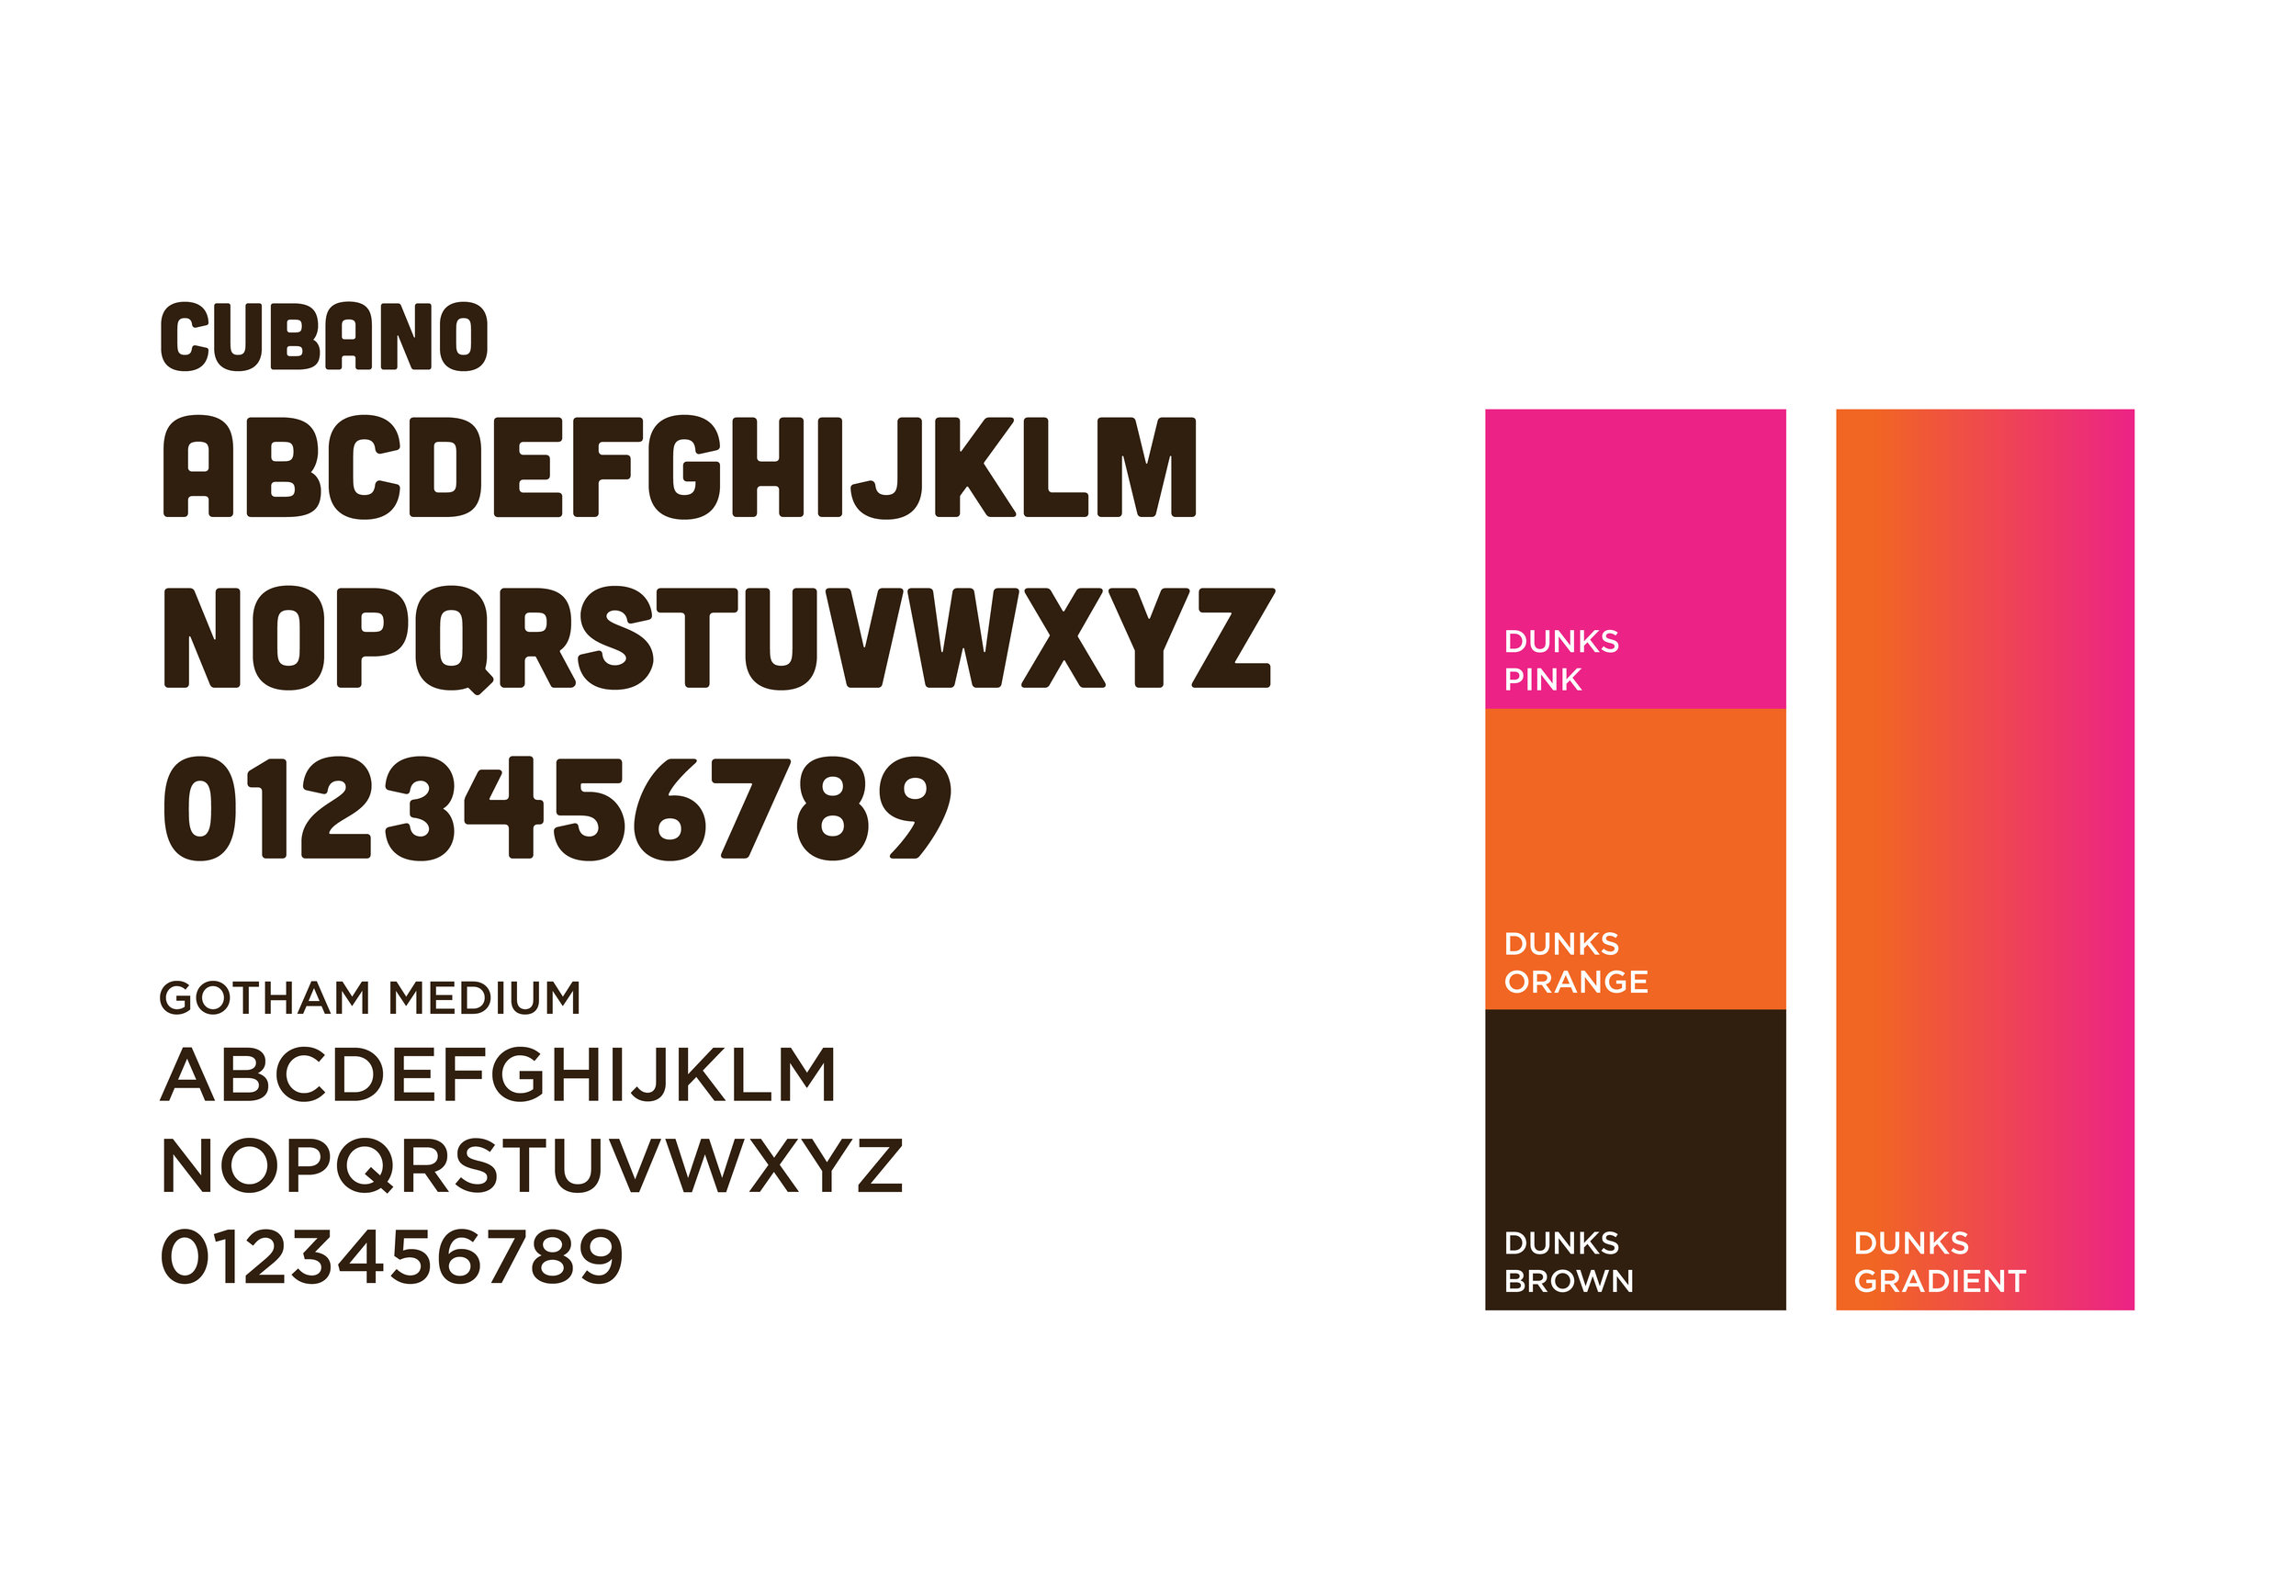 CUBANO
ABCDEFGHIJKLM
NOPQRSTUVWXYZ
0123456789
GOTHAM MEDIUM
ABCDEFGHIJKLM
NOPQRSTUVWXYZ
0123456789
DUNKS
PINK
DUNKS
ORANGE
DUNKS
BROWN
DUNKS
GRADIENT